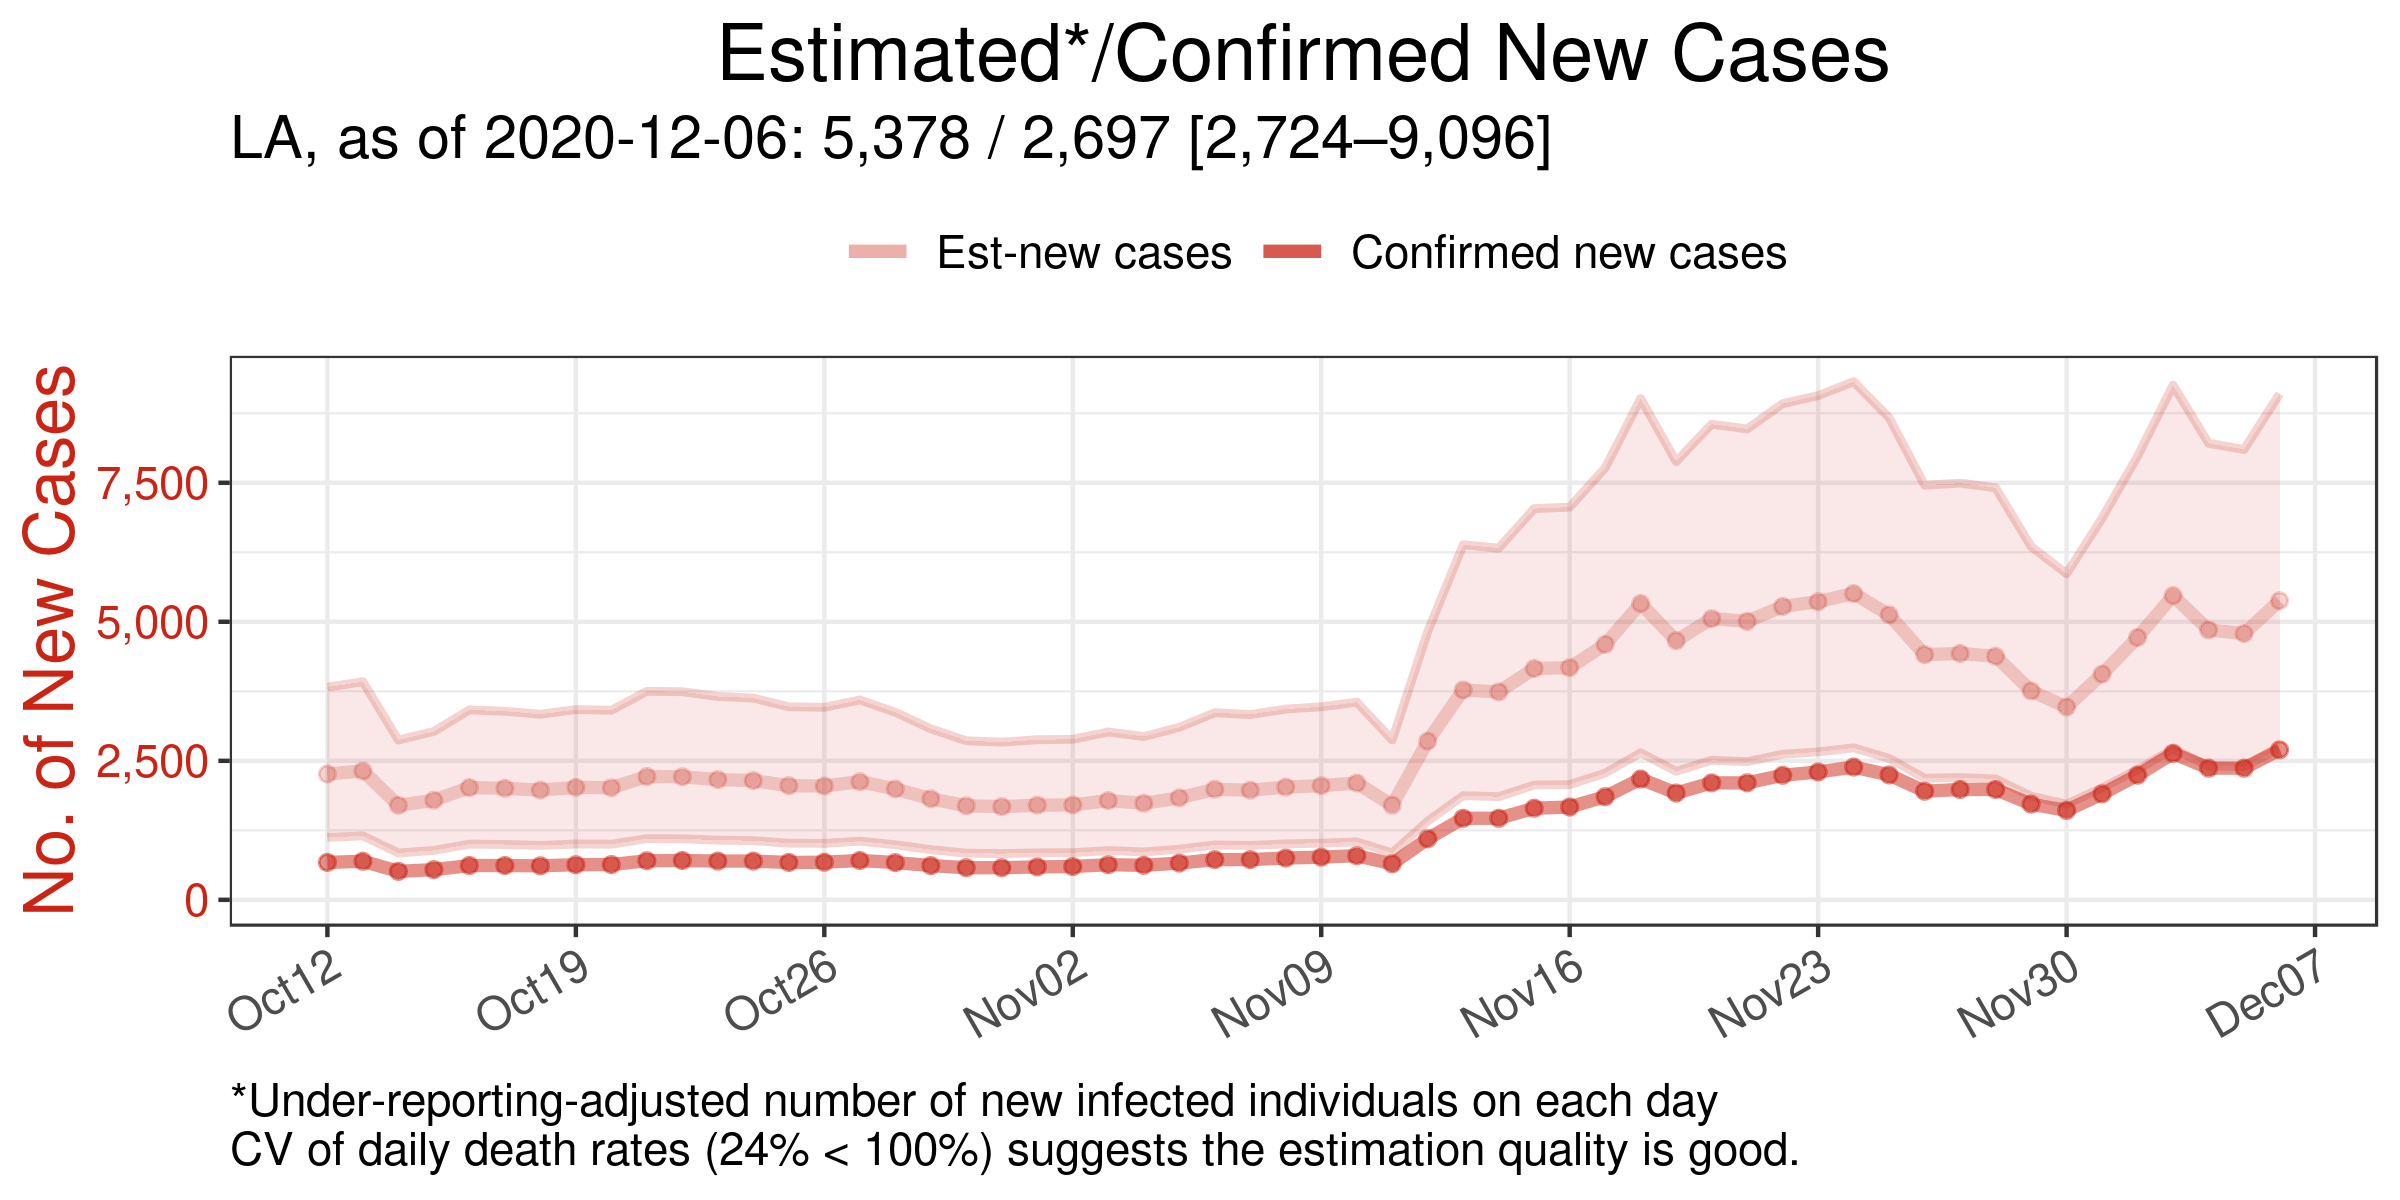 Estimated*/Confirmed New Cases
LA, as of 2020-12-06: 5,378 / 2,697 [2,724–9,096]
Est-new cases Confirmed new cases
No. of New Cases
7,500
5,000
2,500
0
Oct12 Oct19 Oct26 Nov02 Nov09 Nov16 Nov23 Nov30 Dec07
*Under-reporting-adjusted number of new infected individuals on each day
CV of daily death rates (24% < 100%) suggests the estimation quality is good.